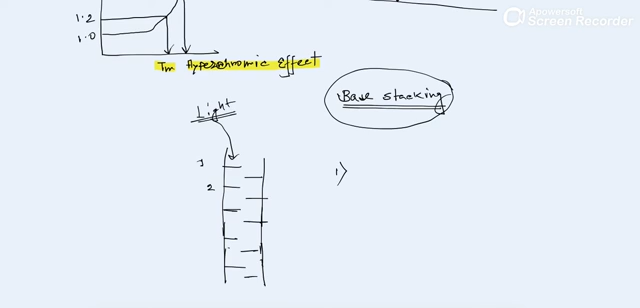 Apowersoft
Screen Recorder
1.2
1.0
Tm Hyperchromic Effect
Base stacking
Light
1
2
1)